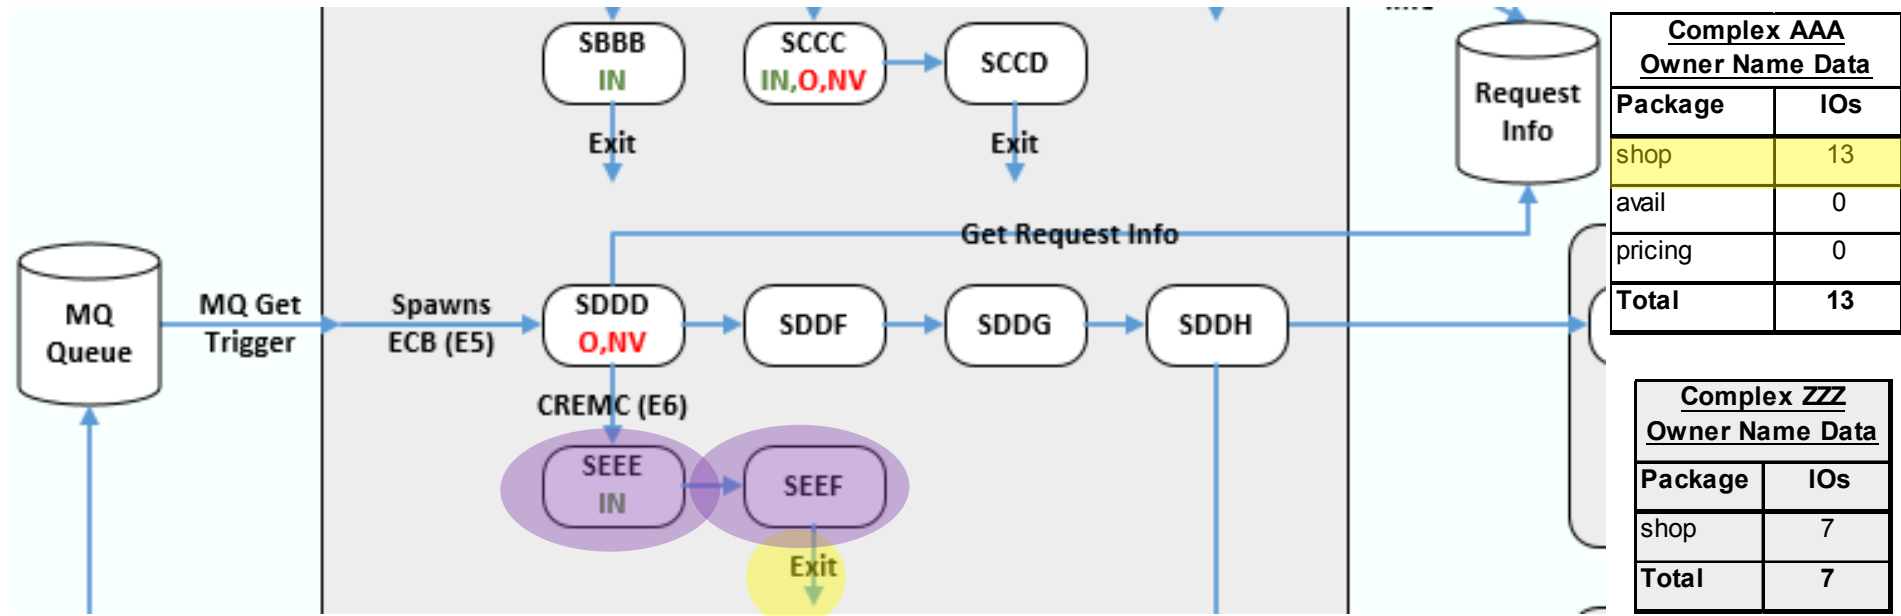 SBBB
IN
SCCC
IN,O,NV
SCCD
Exit
Exit
Request
Info
Get Request Info
MQ
Queue
MQ Get
Trigger
Spawns
ECB (E5)
SDDD
O,NV
SDDF
SDDG
SDDH
CREMC (E6)
SEEE
IN
SEEF
Exit
Complex AAA
Owner Name Data
Package IOs
shop 13
avail 0
pricing 0
Total 13
Complex ZZZ
Owner Name Data
Package IOs
shop 7
Total 7